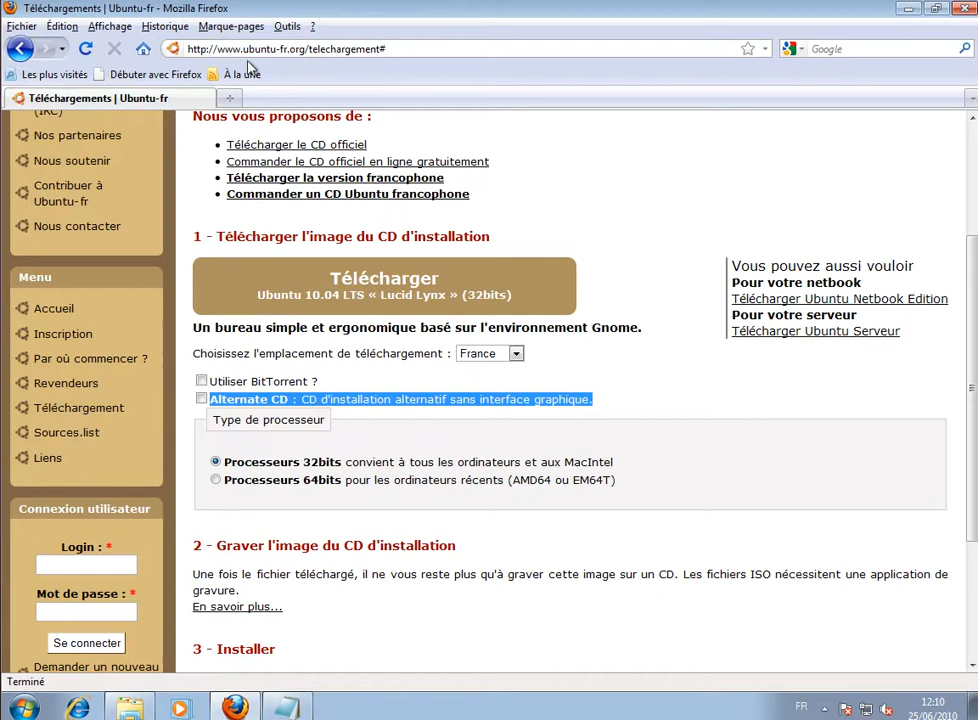 Téléchargements | Ubuntu-fr - Mozilla Firefox
Fichier Édition Affichage Historique Marque-pages Outils ?
http://www.ubuntu-fr.org/telechargement#
Google
Les plus visités Débuter avec Firefox À la une
Téléchargements | Ubuntu-fr
(IRC)
Nos partenaires
Nous soutenir
Contribuer à
Ubuntu-fr
Nous contacter
Menu
Accueil
Inscription
Par où commencer ?
Revendeurs
Téléchargement
Sources.list
Liens
Connexion utilisateur
Login : *
Mot de passe : *
Se connecter
Demander un nouveau
Nous vous proposons de :
Télécharger le CD officiel
Commander le CD officiel en ligne gratuitement
Télécharger la version francophone
Commander un CD Ubuntu francophone
1 - Télécharger l'image du CD d'installation
Télécharger
Ubuntu 10.04 LTS « Lucid Lynx » (32bits)
Un bureau simple et ergonomique basé sur l'environnement Gnome.
Choisissez l'emplacement de téléchargement : France
Utiliser BitTorrent ?
Alternate CD : CD d'installation alternatif sans interface graphique.
Type de processeur
Processeurs 32bits convient à tous les ordinateurs et aux MacIntel
Processeurs 64bits pour les ordinateurs récents (AMD64 ou EM64T)
Vous pouvez aussi vouloir
Pour votre netbook
Télécharger Ubuntu Netbook Edition
Pour votre serveur
Télécharger Ubuntu Serveur
2 - Graver l'image du CD d'installation
Une fois le fichier téléchargé, il ne vous reste plus qu'à graver cette image sur un CD. Les fichiers ISO nécessitent une application de
gravure.
En savoir plus...
3 - Installer
Terminé
FR
12:10
25/06/2010